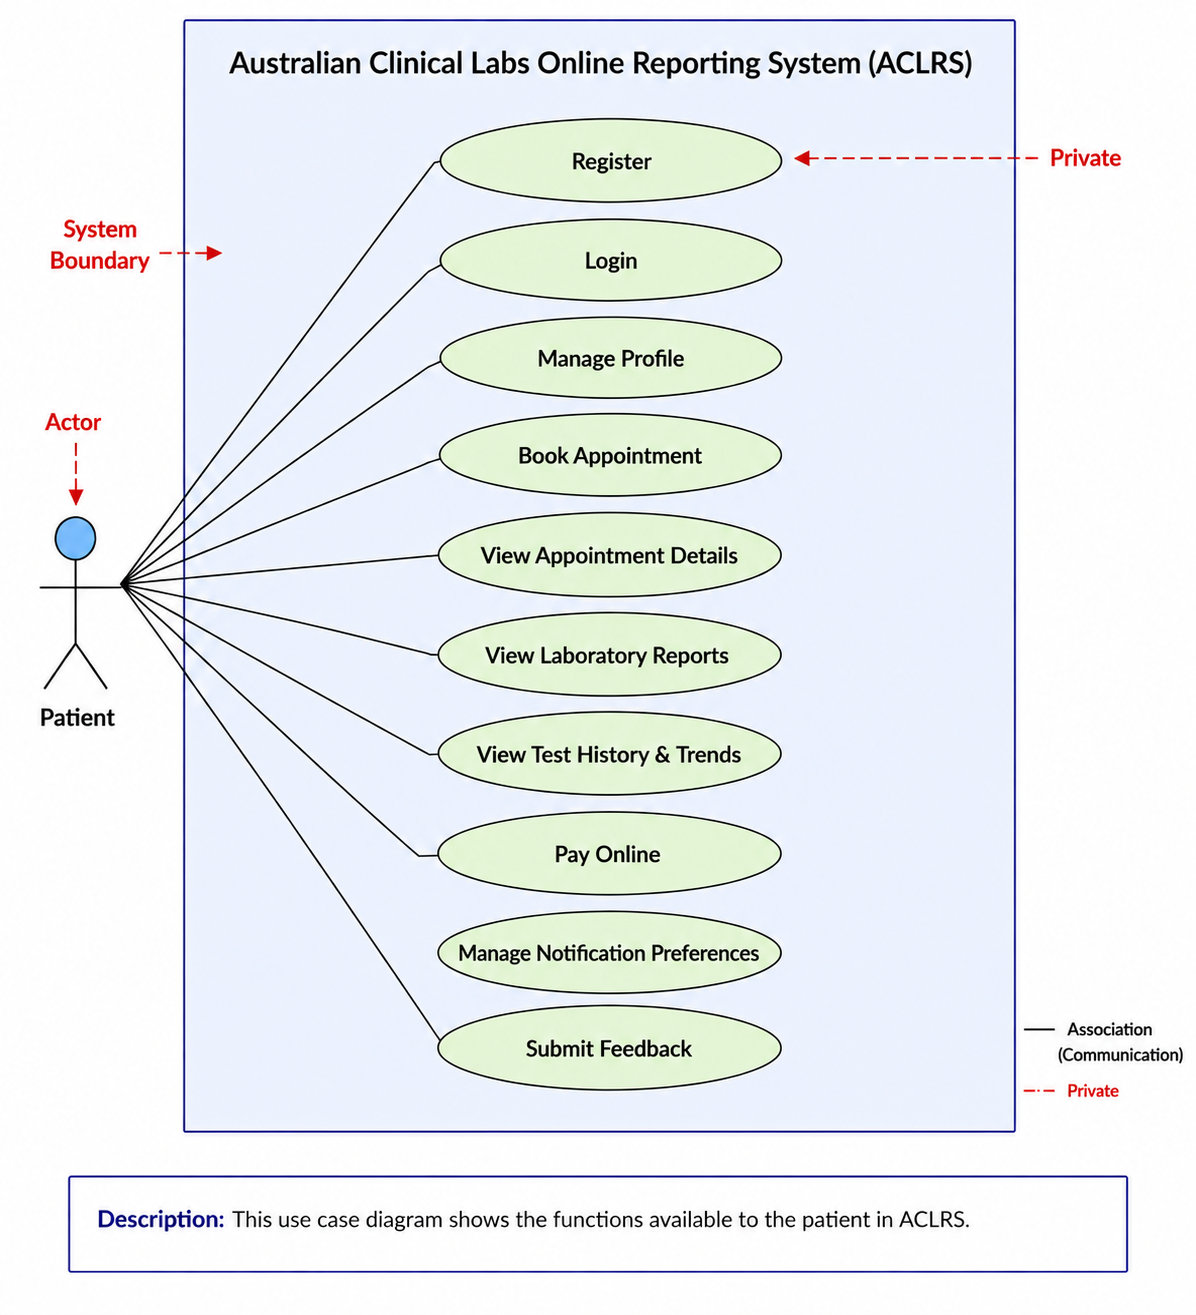 Australian Clinical Labs Online Reporting System (ACLRS)
Register
Private
System
Boundary
Login
Manage Profile
Actor
Book Appointment
View Appointment Details
View Laboratory Reports
Patient
View Test History & Trends
Pay Online
Manage Notification Preferences
Submit Feedback
Association
(Communication)
Private
Description: This use case diagram shows the functions available to the patient in ACLRS.